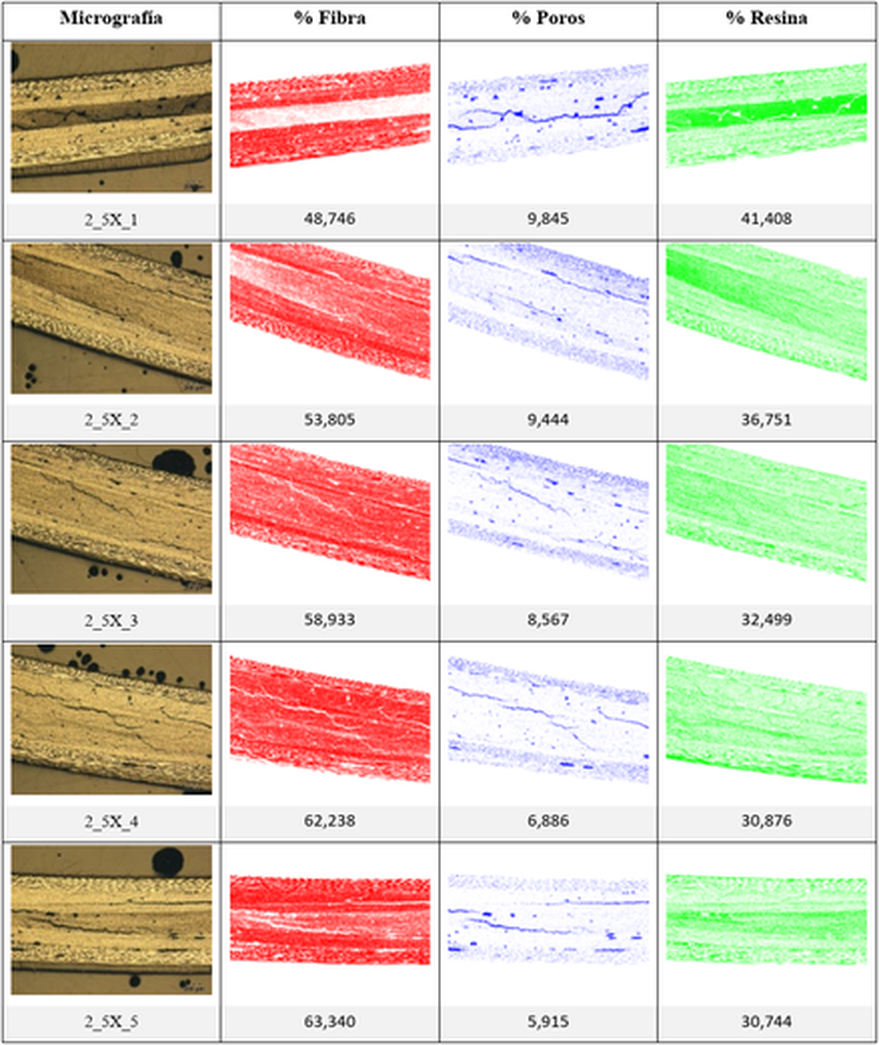 Micrografía % Fibra % Poros % Resina
2_5X_1 48,746 9,845 41,408
2_5X_2 53,805 9,444 36,751
2_5X_3 58,933 8,567 32,499
2_5X_4 62,238 6,886 30,876
2_5X_5 63,340 5,915 30,744